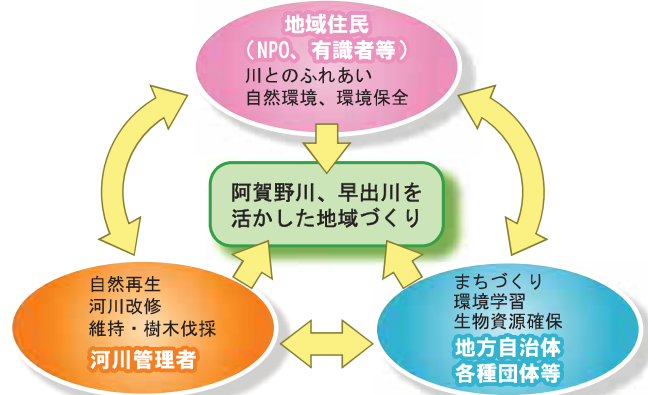 地域住民
（NPO、有識者等）
川とのふれあい
自然環境、環境保全
阿賀野川、早出川を
活かした地域づくり
自然再生
河川改修
維持・樹木伐採
河川管理者
まちづくり
環境学習
生物資源確保
地方自治体
各種団体等